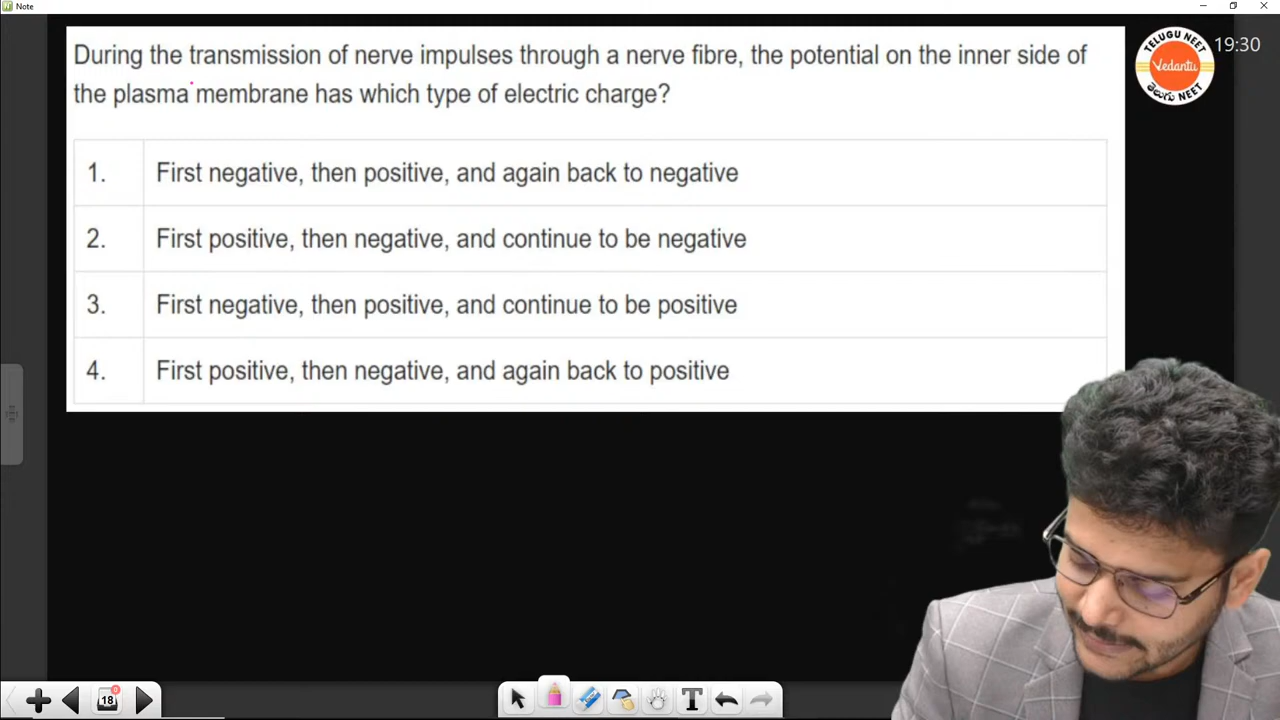 Note
During the transmission of nerve impulses through a nerve fibre, the potential on the inner side of
the plasma membrane has which type of electric charge?
1. First negative, then positive, and again back to negative
2. First positive, then negative, and continue to be negative
3. First negative, then positive, and continue to be positive
4. First positive, then negative, and again back to positive
TELUGU NEET
Vedantu
తెలుగు NEET
19:30
18
0
T